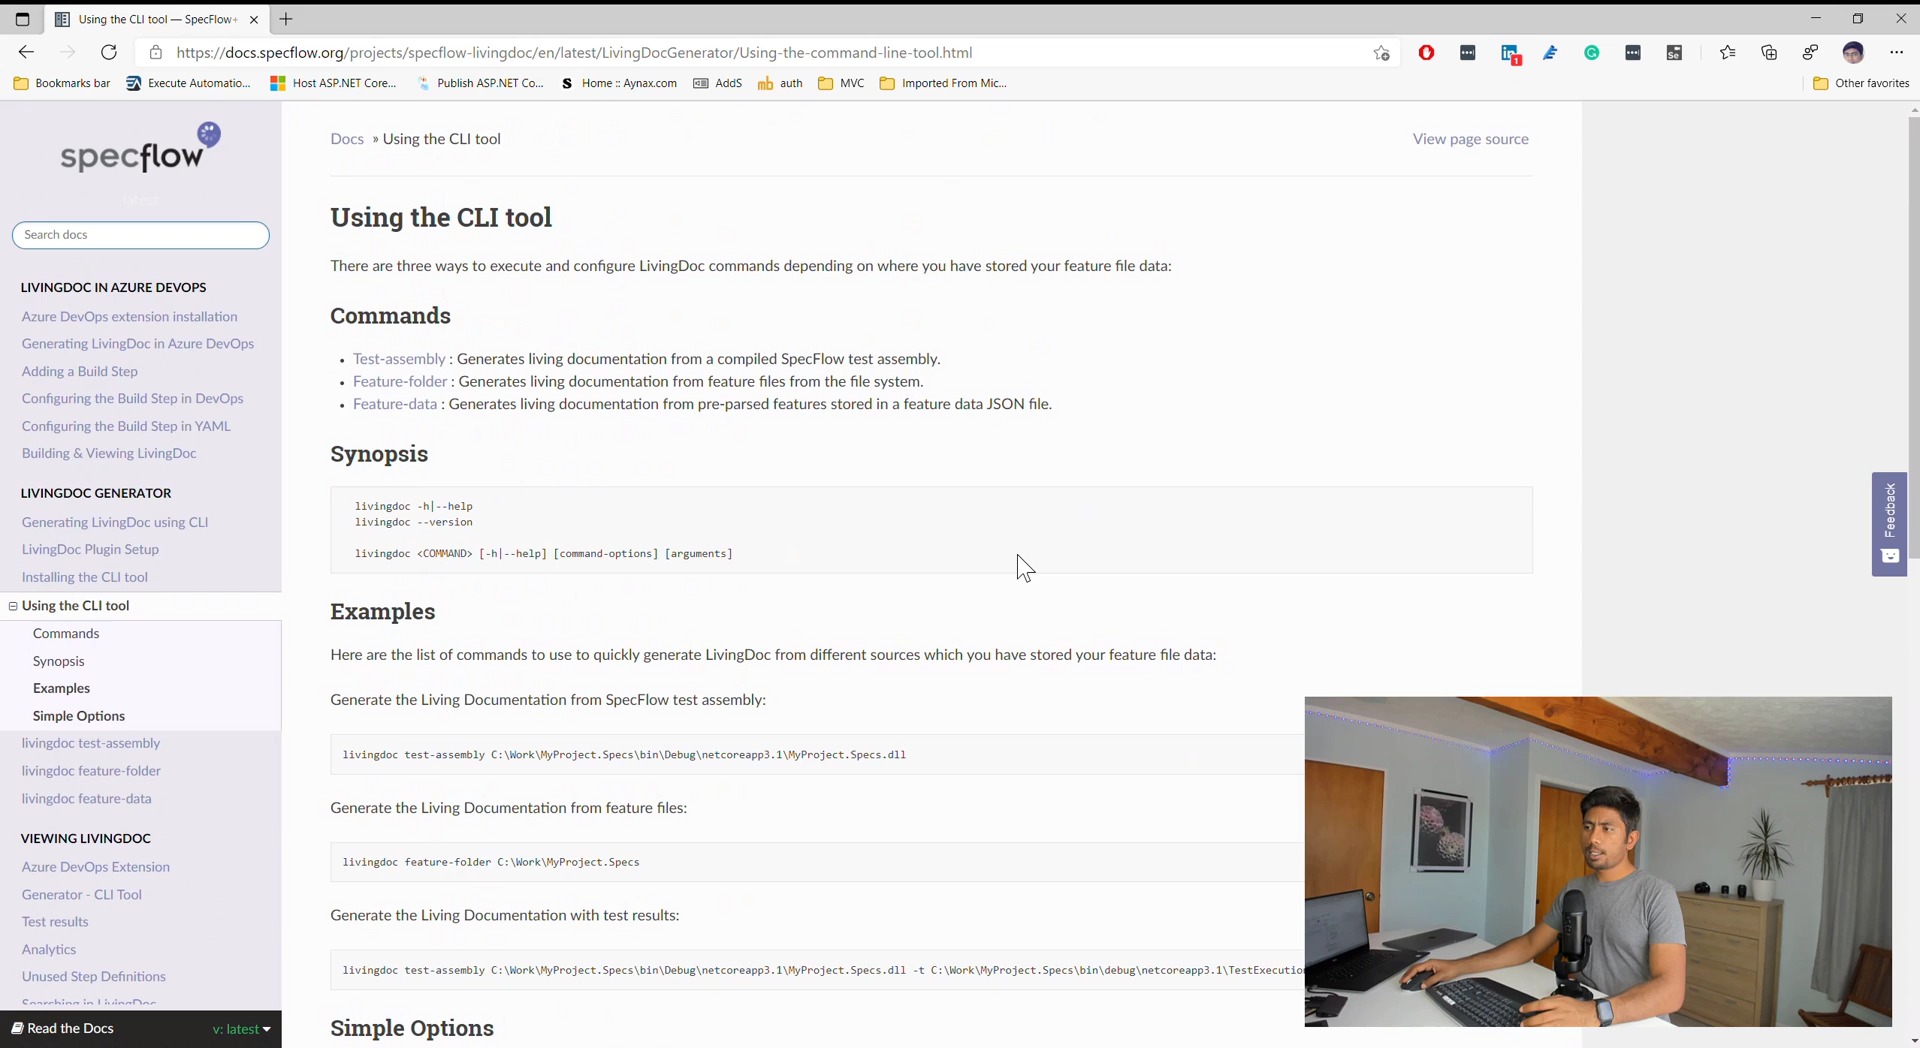 Using the CLI tool — SpecFlow+
https://docs.specflow.org/projects/specflow-livingdoc/en/latest/LivingDocGenerator/Using-the-command-line-tool.html
1
Bookmarks bar
Execute Automatio...
Host ASP.NET Core...
Publish ASP.NET Co...
Home :: Aynax.com
AddS
auth
MVC
Imported From Mic...
Other favorites
specflow
latest
Search docs
LIVINGDOC IN AZURE DEVOPS
Azure DevOps extension installation
Generating LivingDoc in Azure DevOps
Adding a Build Step
Configuring the Build Step in DevOps
Configuring the Build Step in YAML
Building & Viewing LivingDoc
LIVINGDOC GENERATOR
Generating LivingDoc using CLI
LivingDoc Plugin Setup
Installing the CLI tool
Using the CLI tool
Commands
Synopsis
Examples
Simple Options
livingdoc test-assembly
livingdoc feature-folder
livingdoc feature-data
VIEWING LIVINGDOC
Azure DevOps Extension
Generator - CLI Tool
Test results
Analytics
Unused Step Definitions
Searching in LivingDoc
Read the Docs
v: latest
Docs » Using the CLI tool
View page source
Using the CLI tool
There are three ways to execute and configure LivingDoc commands depending on where you have stored your feature file data:
Commands
• Test-assembly : Generates living documentation from a compiled SpecFlow test assembly.
• Feature-folder : Generates living documentation from feature files from the file system.
• Feature-data : Generates living documentation from pre-parsed features stored in a feature data JSON file.
Synopsis
livingdoc -h|--help
livingdoc --version
livingdoc <COMMAND> [-h|--help] [command-options] [arguments]
Examples
Here are the list of commands to use to quickly generate LivingDoc from different sources which you have stored your feature file data:
Generate the Living Documentation from SpecFlow test assembly:
livingdoc test-assembly C:\Work\MyProject.Specs\bin\Debug\netcoreapp3.1\MyProject.Specs.dll
Generate the Living Documentation from feature files:
livingdoc feature-folder C:\Work\MyProject.Specs
Generate the Living Documentation with test results:
livingdoc test-assembly C:\Work\MyProject.Specs\bin\Debug\netcoreapp3.1\MyProject.Specs.dll -t C:\Work\MyProject.Specs\bin\debug\netcoreapp3.1\TestExecution
Simple Options
Feedback